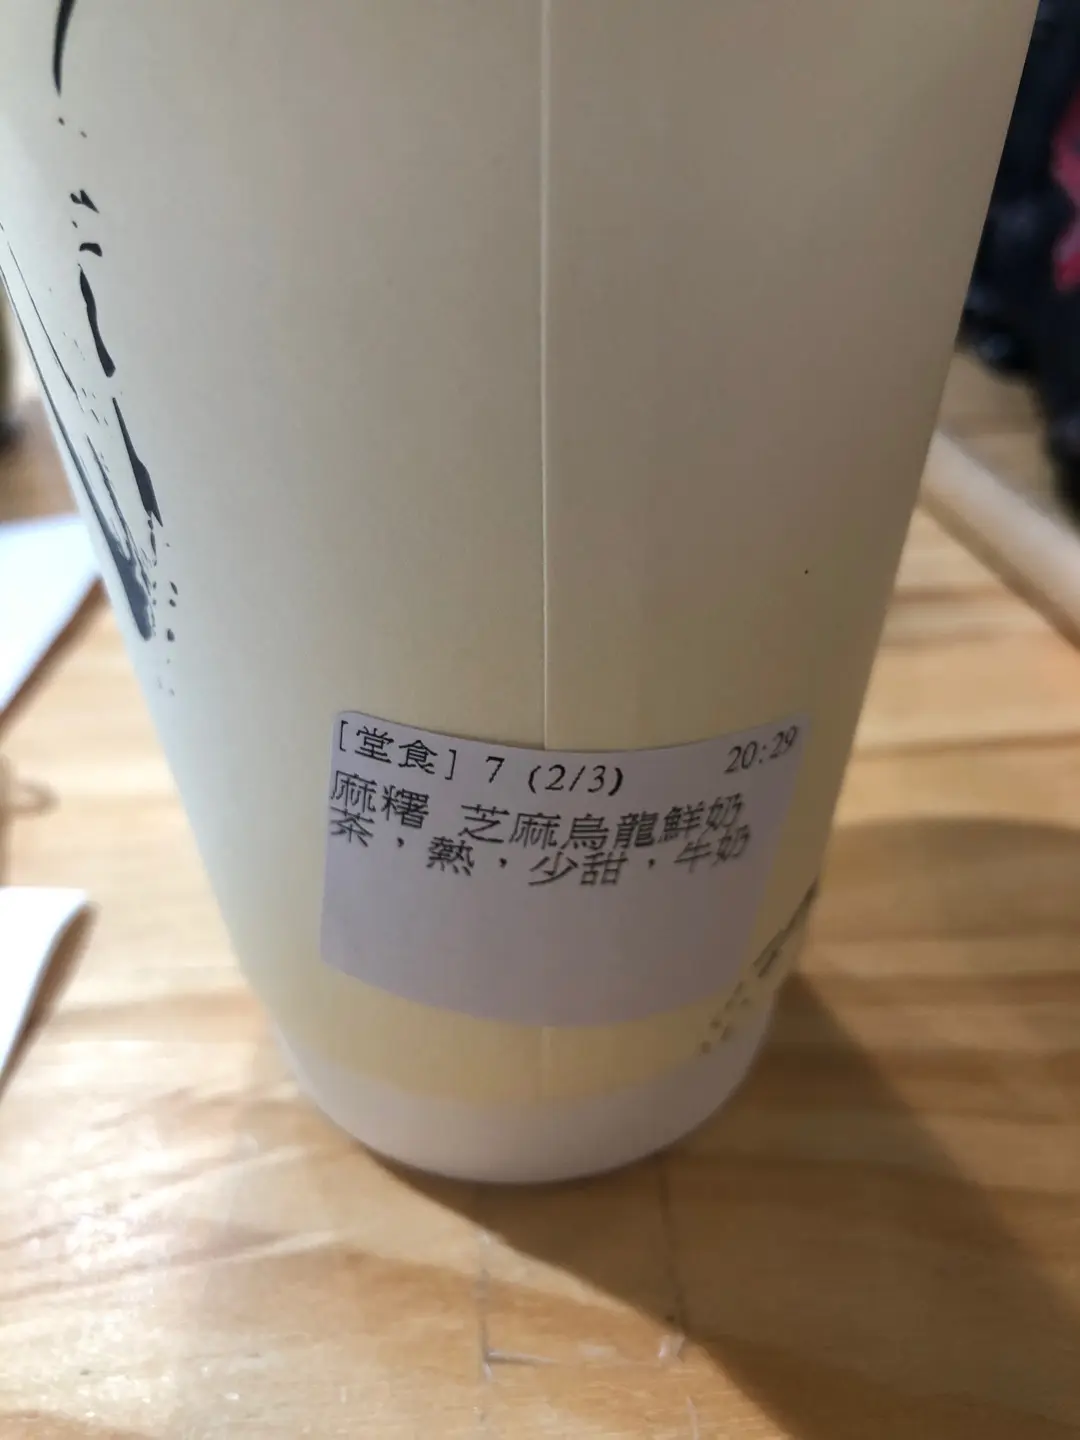 [堂食] 7 (2/3) 20:29
麻糬 芝麻烏龍鮮奶
茶，熱，少甜，牛奶